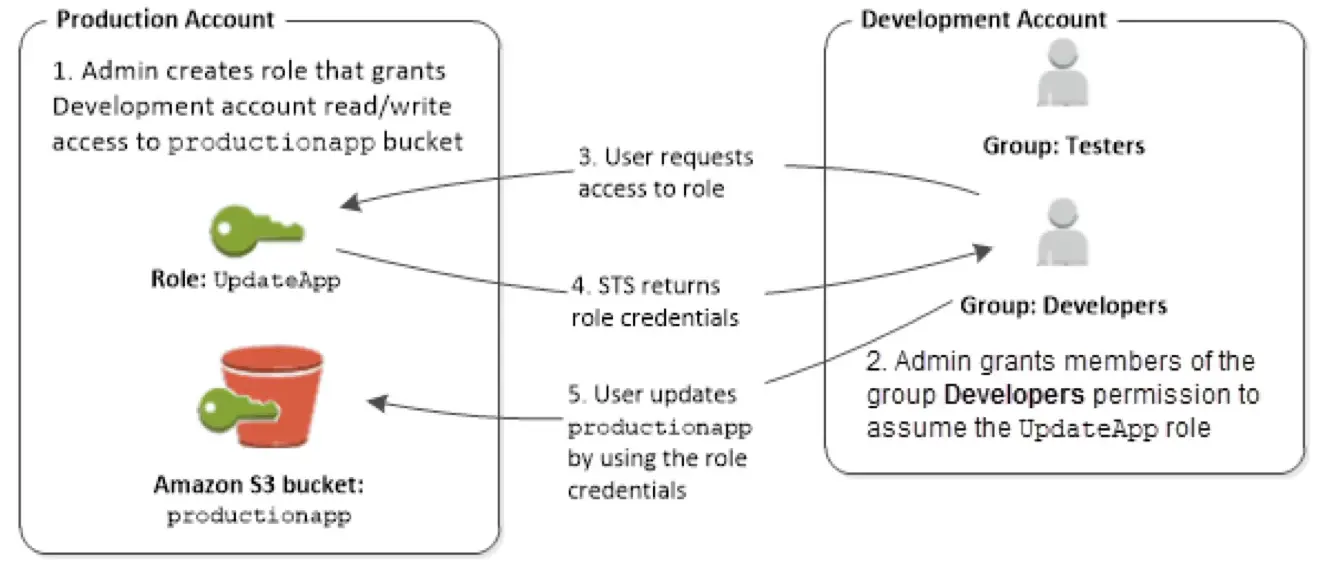 Production Account
1. Admin creates role that grants
Development account read/write
access to productionapp bucket
Role: UpdateApp
Amazon S3 bucket:
productionapp
3. User requests
access to role
4. STS returns
role credentials
5. User updates
productionapp
by using the role
credentials
Development Account
Group: Testers
Group: Developers
2. Admin grants members of the
group Developers permission to
assume the UpdateApp role